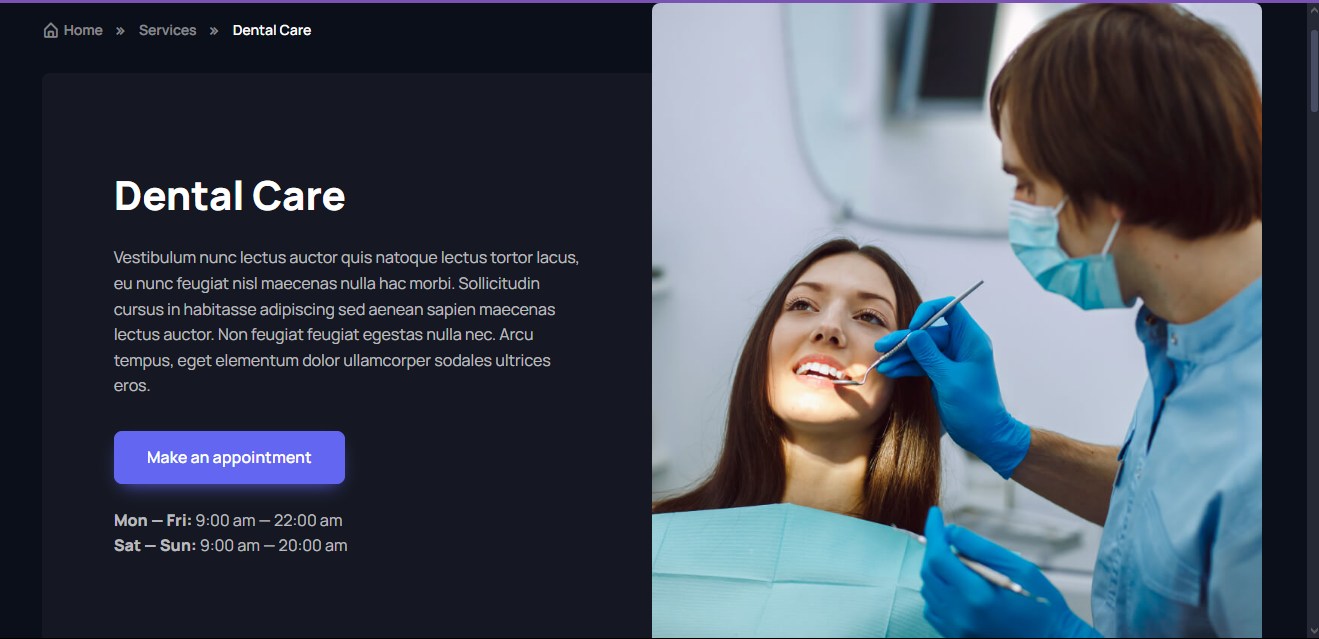 Home » Services » Dental Care
Dental Care
Vestibulum nunc lectus auctor quis natoque lectus tortor lacus,
eu nunc feugiat nisl maecenas nulla hac morbi. Sollicitudin
cursus in habitasse adipiscing sed aenean sapien maecenas
lectus auctor. Non feugiat feugiat egestas nulla nec. Arcu
tempus, eget elementum dolor ullamcorper sodales ultrices
eros.
Make an appointment
Mon — Fri: 9:00 am — 22:00 am
Sat — Sun: 9:00 am — 20:00 am